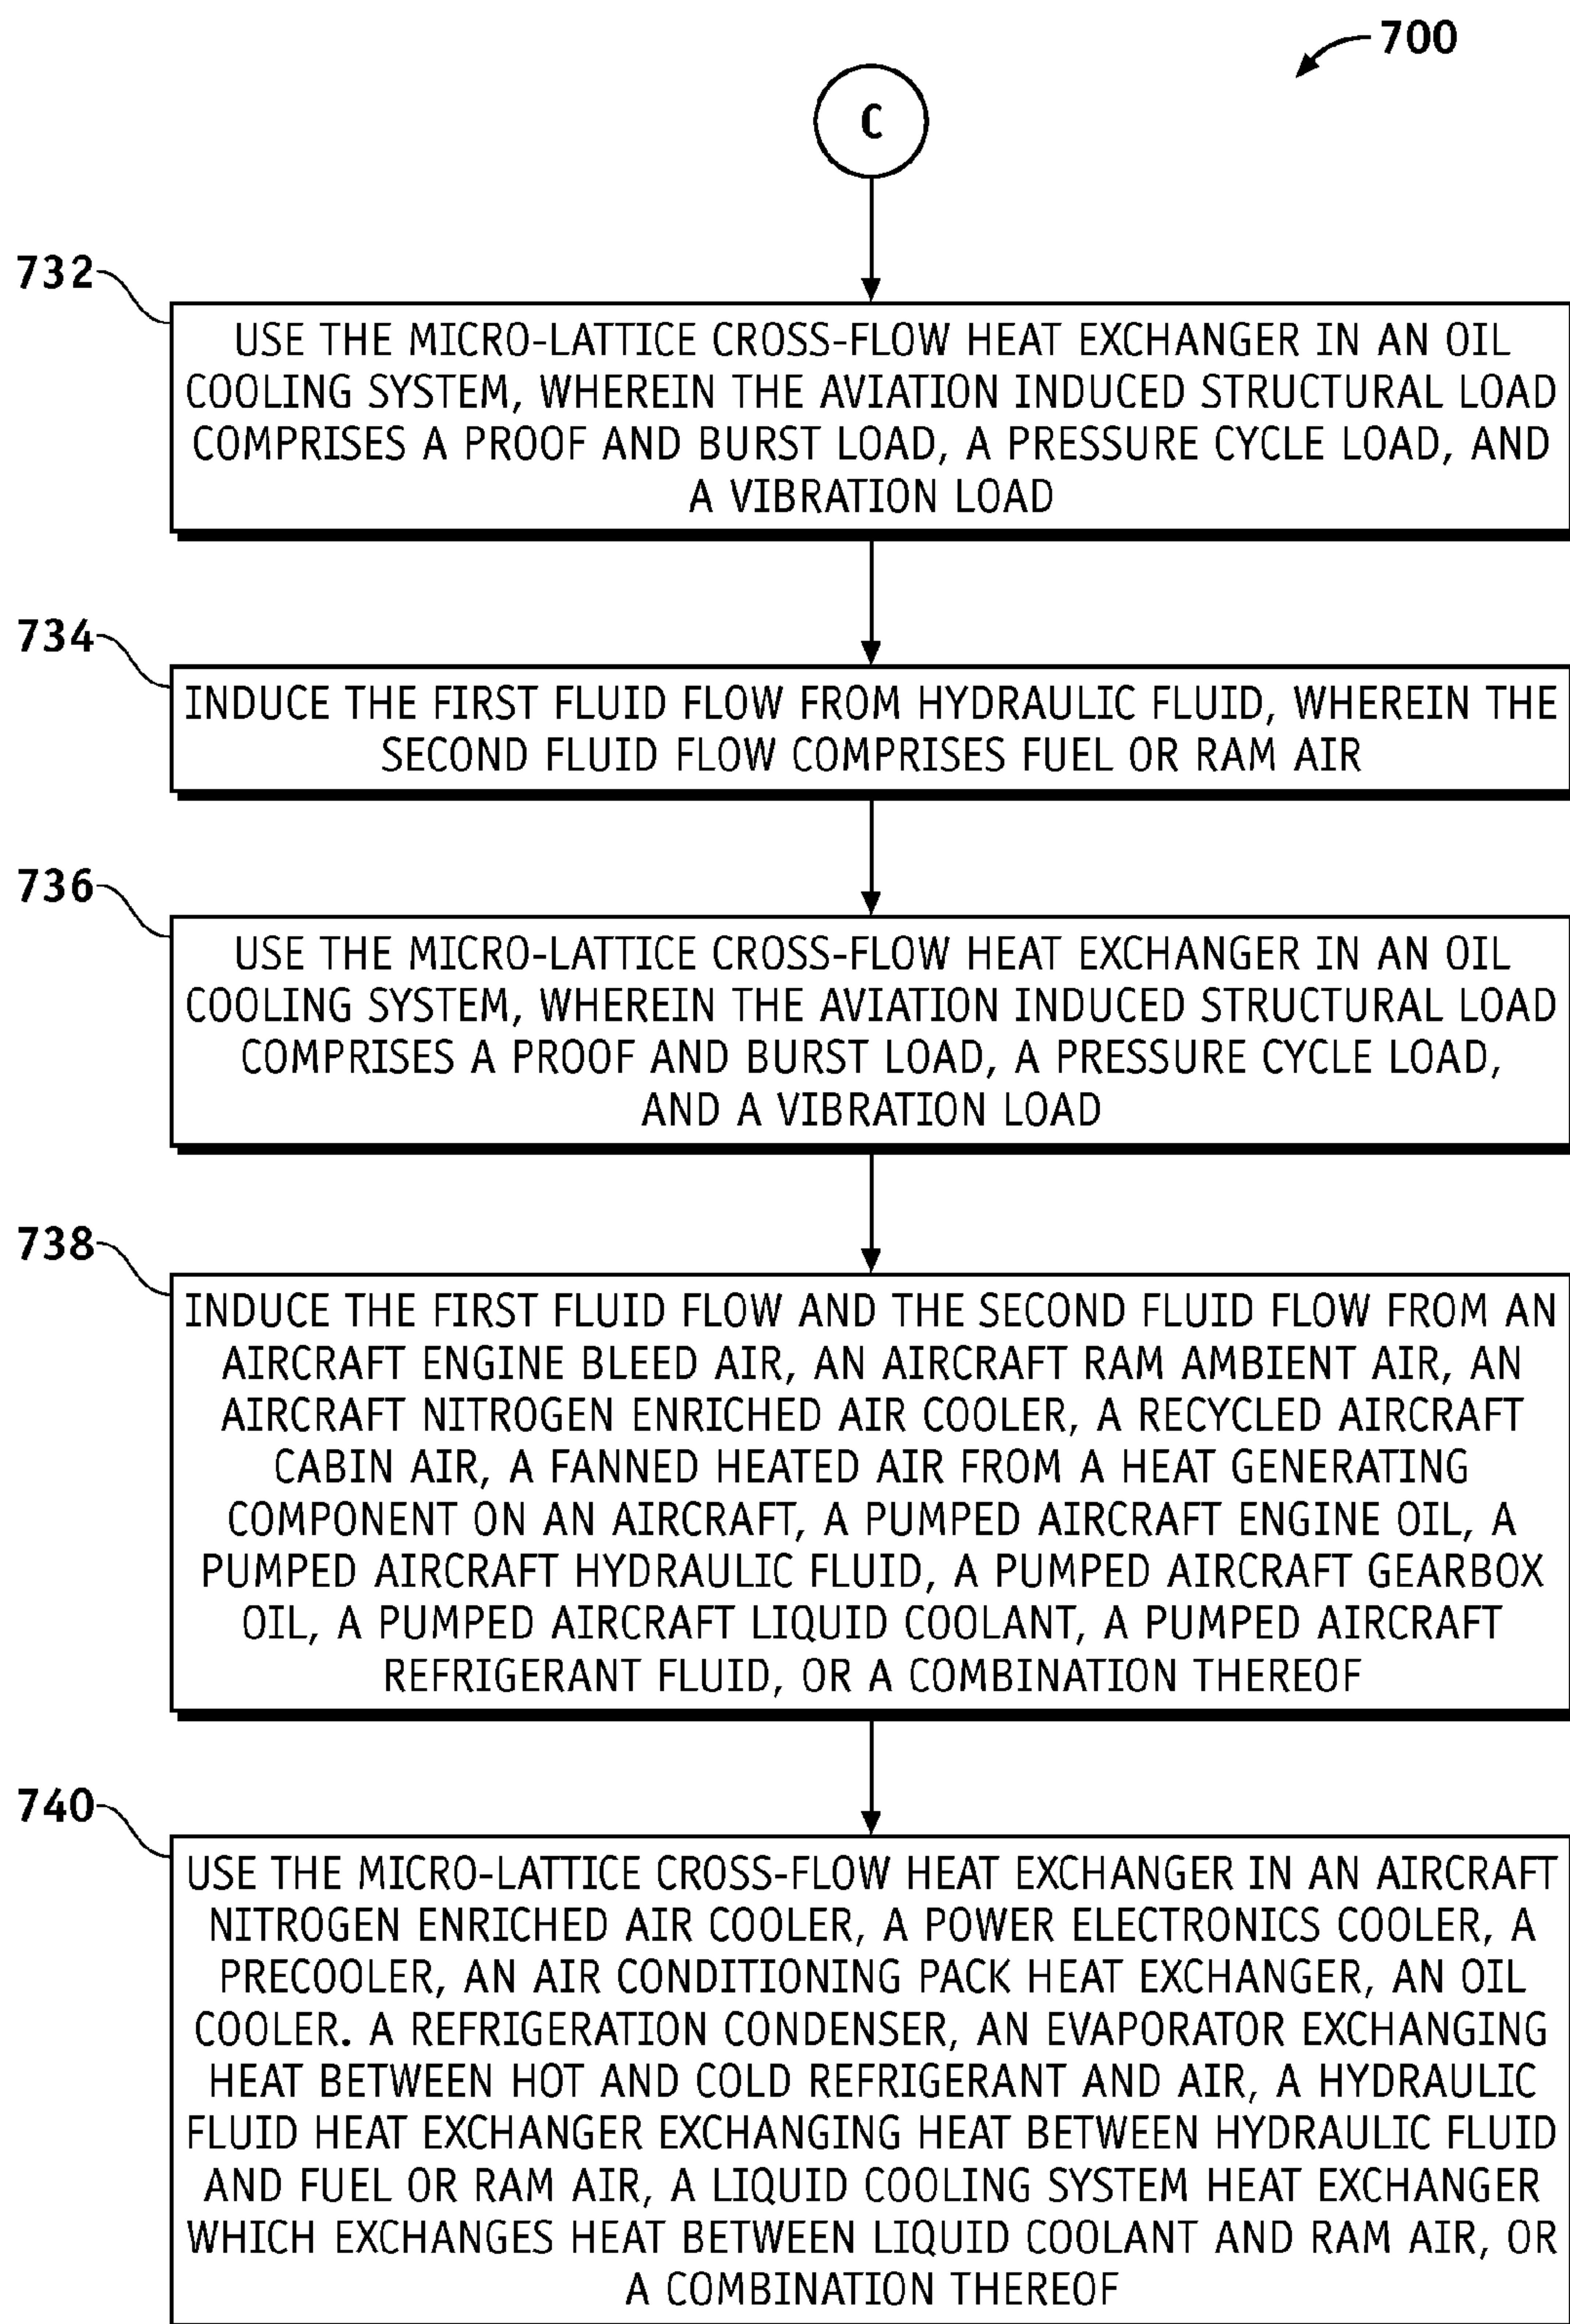 700
C
732
USE THE MICRO-LATTICE CROSS-FLOW HEAT EXCHANGER IN AN OIL
COOLING SYSTEM, WHEREIN THE AVIATION INDUCED STRUCTURAL LOAD
COMPRISES A PROOF AND BURST LOAD, A PRESSURE CYCLE LOAD, AND
A VIBRATION LOAD
734
INDUCE THE FIRST FLUID FLOW FROM HYDRAULIC FLUID, WHEREIN THE
SECOND FLUID FLOW COMPRISES FUEL OR RAM AIR
736
USE THE MICRO-LATTICE CROSS-FLOW HEAT EXCHANGER IN AN OIL
COOLING SYSTEM, WHEREIN THE AVIATION INDUCED STRUCTURAL LOAD
COMPRISES A PROOF AND BURST LOAD, A PRESSURE CYCLE LOAD,
AND A VIBRATION LOAD
738
INDUCE THE FIRST FLUID FLOW AND THE SECOND FLUID FLOW FROM AN
AIRCRAFT ENGINE BLEED AIR, AN AIRCRAFT RAM AMBIENT AIR, AN
AIRCRAFT NITROGEN ENRICHED AIR COOLER, A RECYCLED AIRCRAFT
CABIN AIR, A FANNED HEATED AIR FROM A HEAT GENERATING
COMPONENT ON AN AIRCRAFT, A PUMPED AIRCRAFT ENGINE OIL, A
PUMPED AIRCRAFT HYDRAULIC FLUID, A PUMPED AIRCRAFT GEARBOX
OIL, A PUMPED AIRCRAFT LIQUID COOLANT, A PUMPED AIRCRAFT
REFRIGERANT FLUID, OR A COMBINATION THEREOF
740
USE THE MICRO-LATTICE CROSS-FLOW HEAT EXCHANGER IN AN AIRCRAFT
NITROGEN ENRICHED AIR COOLER, A POWER ELECTRONICS COOLER, A
PRECOOLER, AN AIR CONDITIONING PACK HEAT EXCHANGER, AN OIL
COOLER. A REFRIGERATION CONDENSER, AN EVAPORATOR EXCHANGING
HEAT BETWEEN HOT AND COLD REFRIGERANT AND AIR, A HYDRAULIC
FLUID HEAT EXCHANGER EXCHANGING HEAT BETWEEN HYDRAULIC FLUID
AND FUEL OR RAM AIR, A LIQUID COOLING SYSTEM HEAT EXCHANGER
WHICH EXCHANGES HEAT BETWEEN LIQUID COOLANT AND RAM AIR, OR
A COMBINATION THEREOF